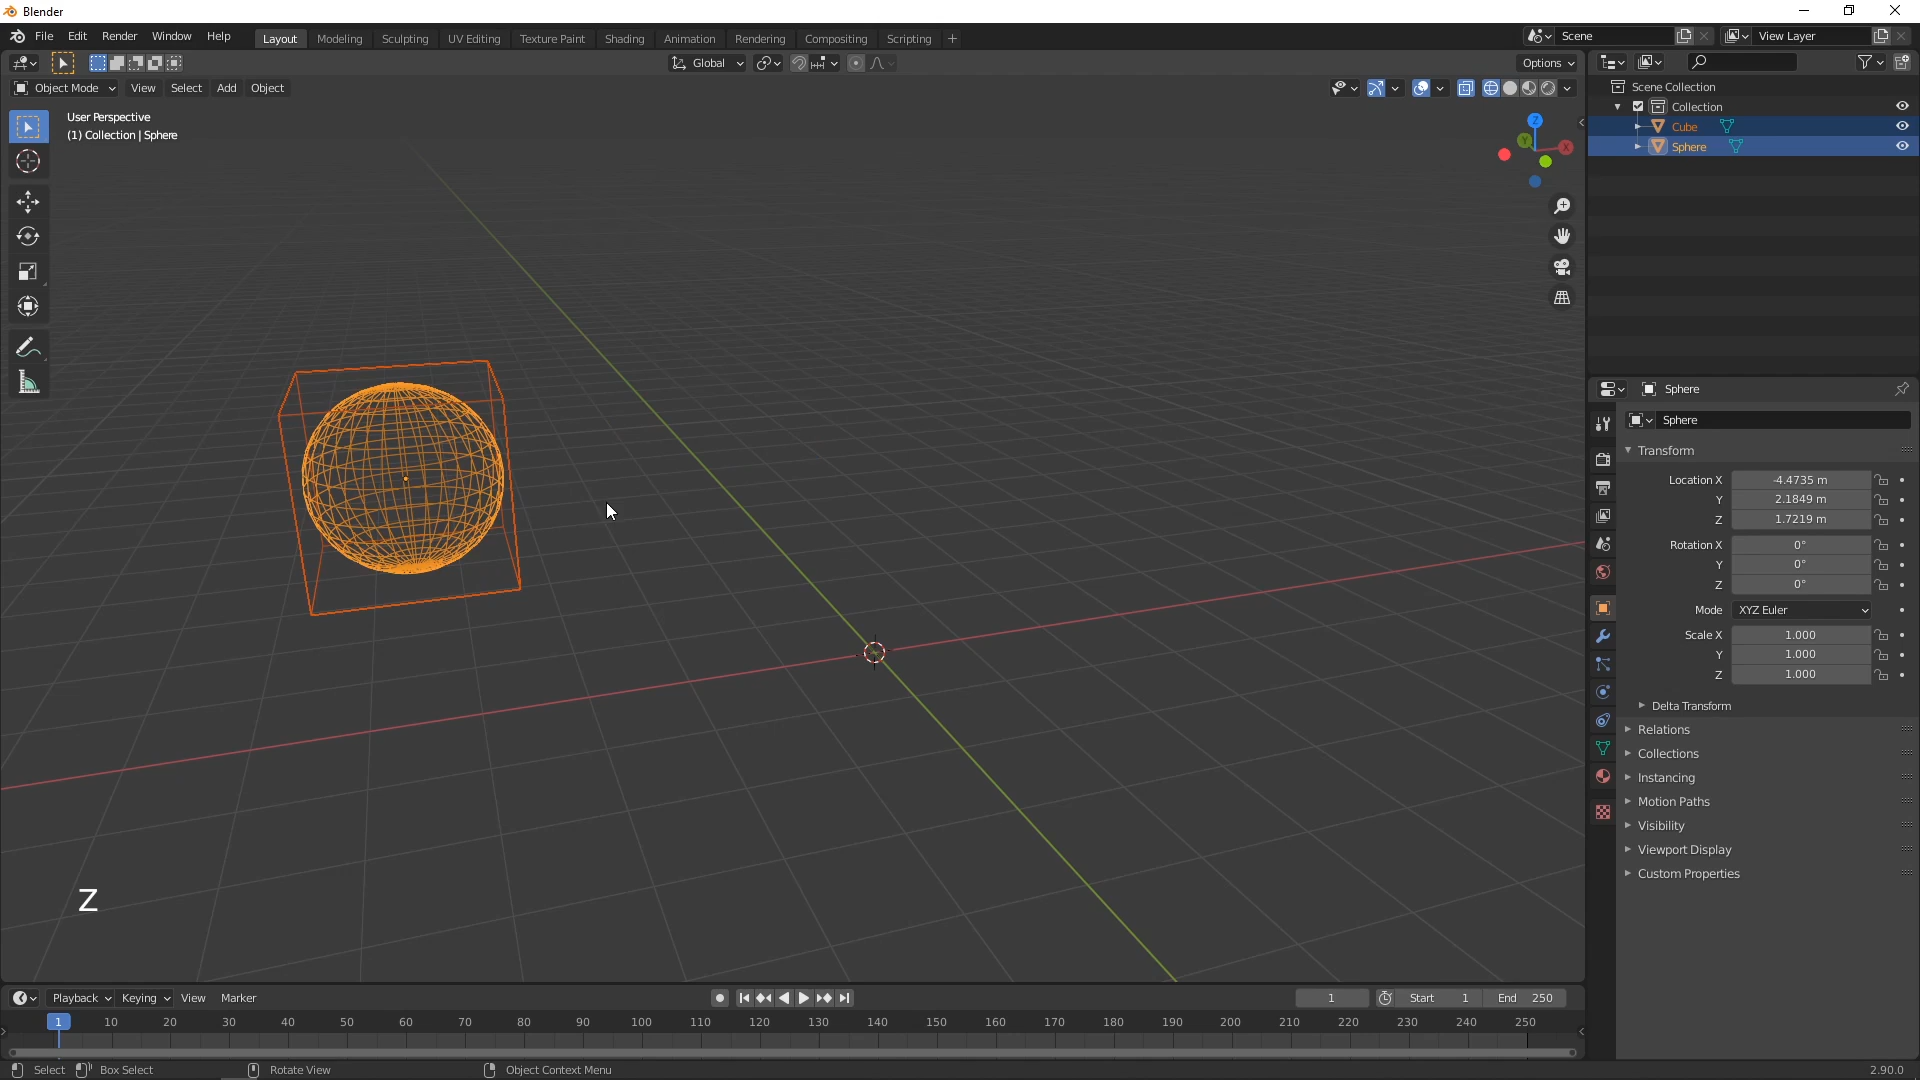 Blender
File Edit Render Window Help Layout Modeling Sculpting UV Editing Texture Paint Shading Animation Rendering Compositing Scripting + Scene View Layer
Global Options
Object Mode View Select Add Object
User Perspective
(1) Collection | Sphere
Z
Y
X
Z
Scene Collection
Collection
Cube
Sphere
Sphere
Sphere
Transform
Location X -4.4735 m
Y 2.1849 m
Z 1.7219 m
Rotation X 0°
Y 0°
Z 0°
Mode XYZ Euler
Scale X 1.000
Y 1.000
Z 1.000
Delta Transform
Relations
Collections
Instancing
Motion Paths
Visibility
Viewport Display
Custom Properties
Playback Keying View Marker 1 Start 1 End 250
1 10 20 30 40 50 60 70 80 90 100 110 120 130 140 150 160 170 180 190 200 210 220 230 240 250
Select Box Select Rotate View Object Context Menu 2.90.0